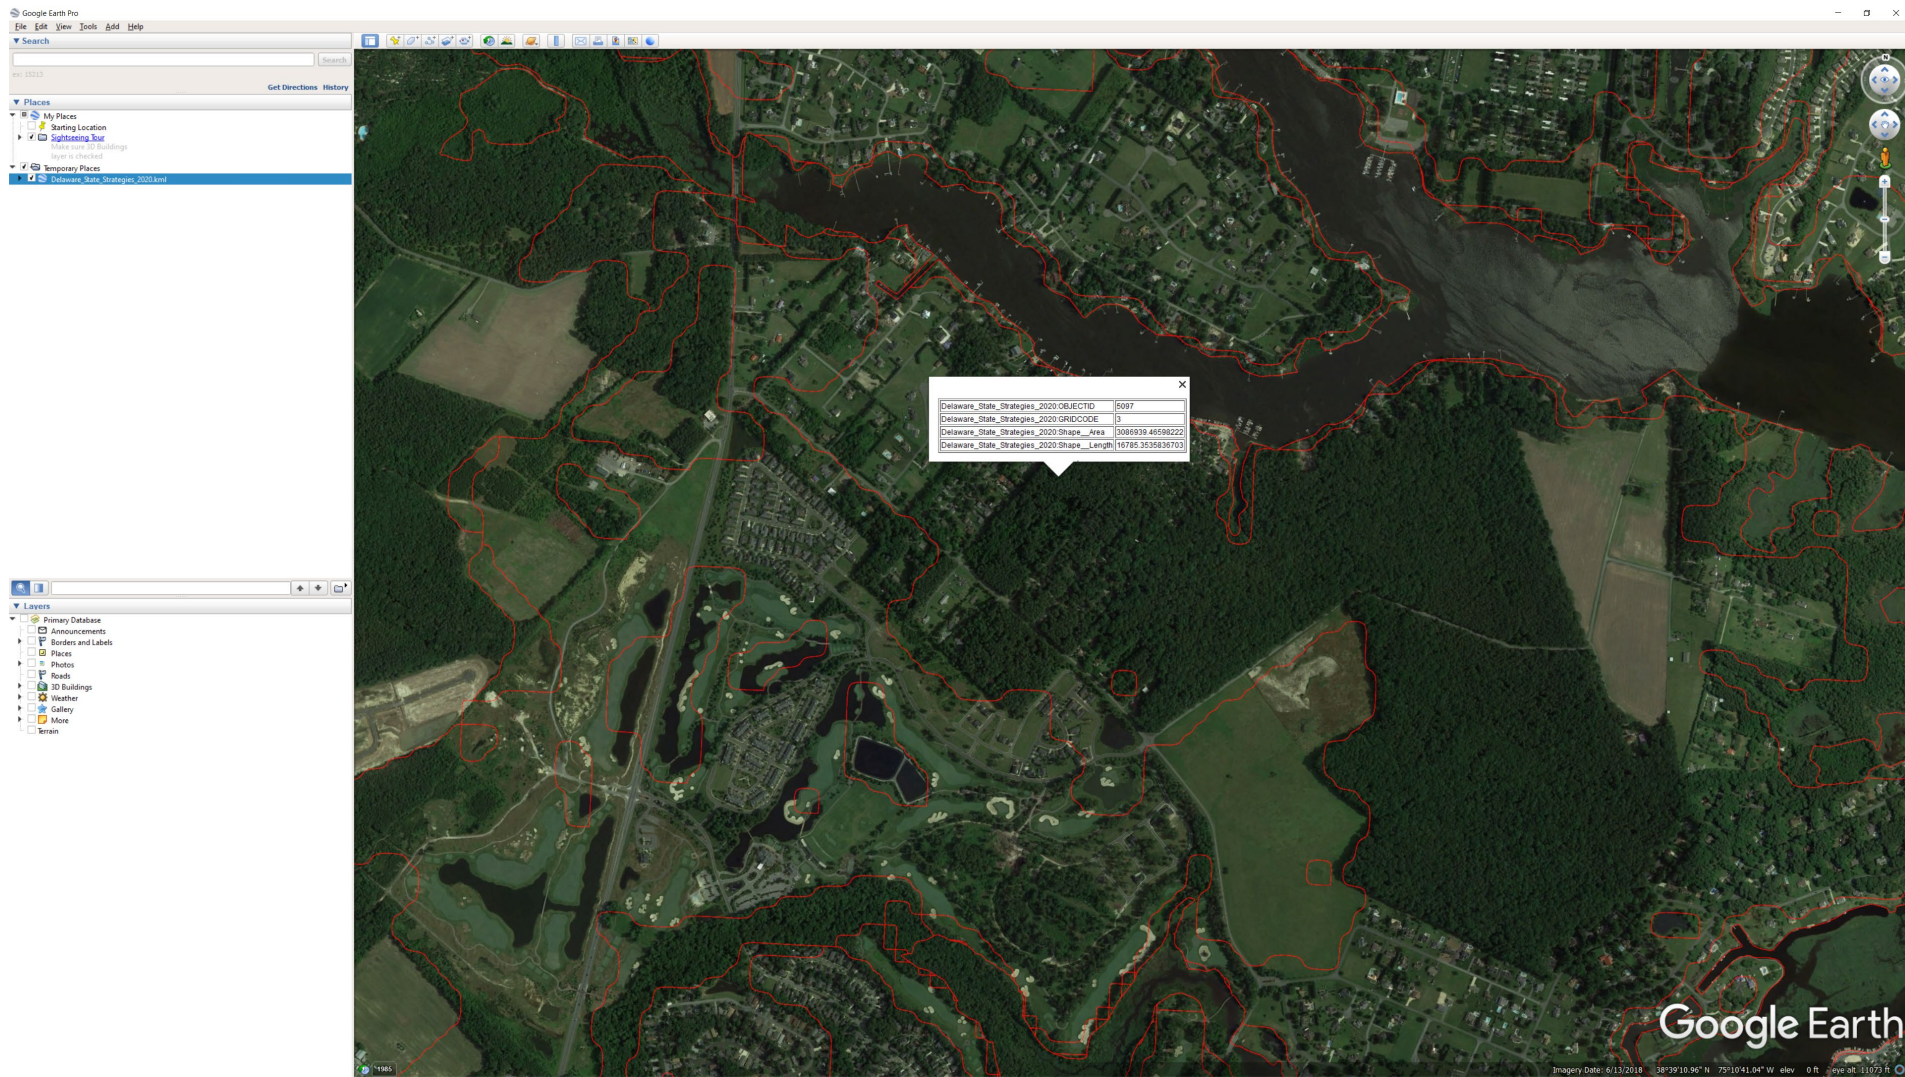 Google Earth Pro
File Edit View Tools Add Help
Search
Search
ex: 33213
Get Directions History
Places
My Places
Starting Location
Sightseeing Tour
Make sure 3D Buildings
layer is checked
Temporary Places
Delaware_State_Strategies_2020.kml
Delaware_State_Strategies_2020:OBJECTID 5097
Delaware_State_Strategies_2020:GRIDCODE 3
Delaware_State_Strategies_2020:Shape__Area 3086939.46598222
Delaware_State_Strategies_2020:Shape__Length 16785.3535836703
Layers
Primary Database
Announcements
Borders and Labels
Places
Photos
Roads
3D Buildings
Weather
Gallery
More
Terrain
N
Google Earth
1985
Imagery Date: 6/13/2018 38°39'10.96" N 75°10'41.04" W elev 0 ft eye alt 11073 ft